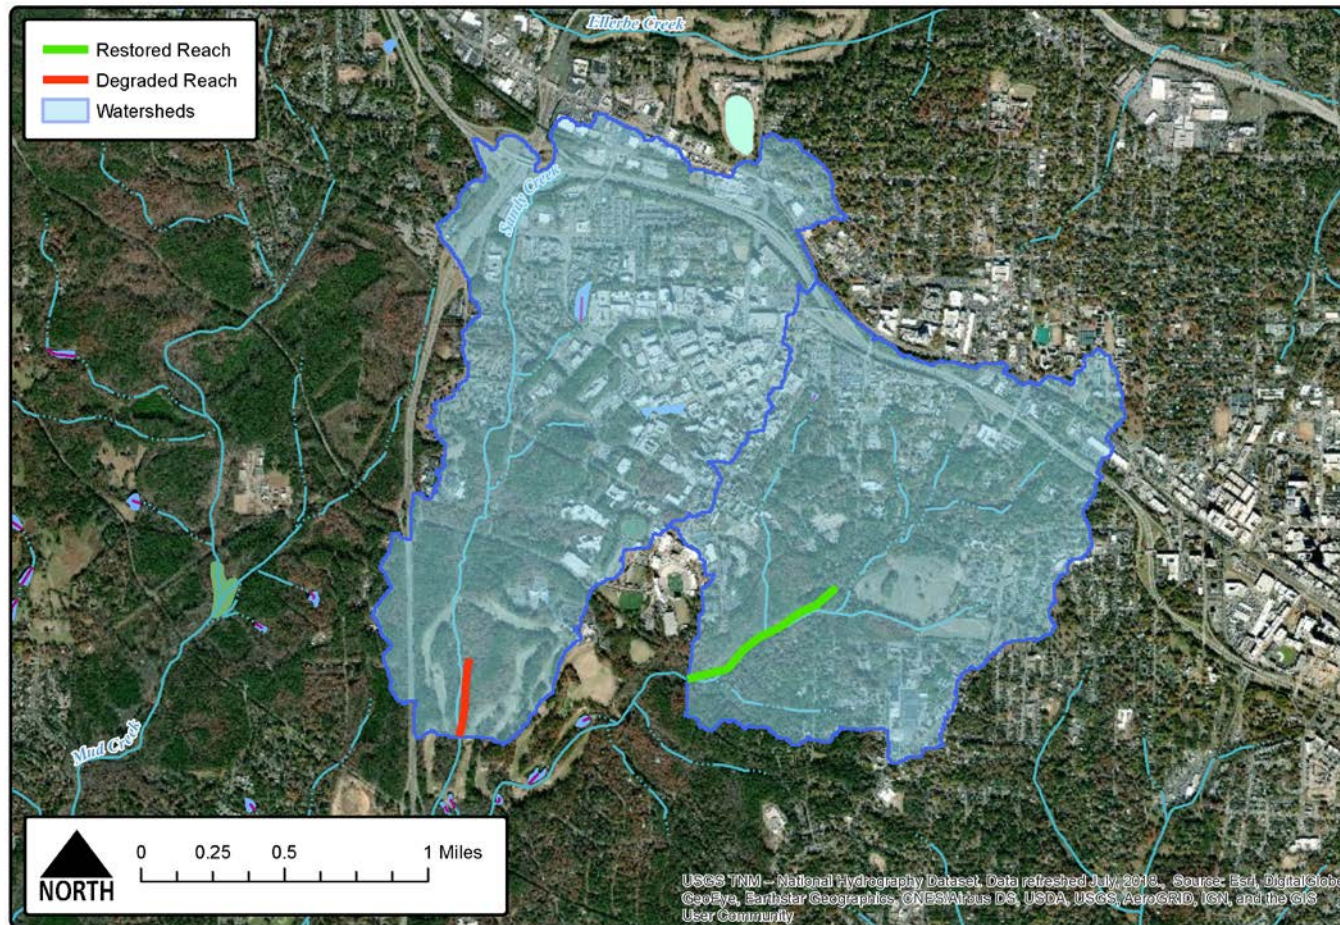 Ellerbe Creek
Restored Reach
Degraded Reach
Watersheds
Sandy Creek
Mud Creek
NORTH
0 0.25 0.5 1 Miles
USGS TNM – National Hydrography Dataset. Data refreshed July, 2018., Source: Esri, DigitalGlobe
GeoEye, Earthstar Geographics, CNES/Airbus DS, USDA, USGS, AeroGRID, IGN, and the GIS
User Community